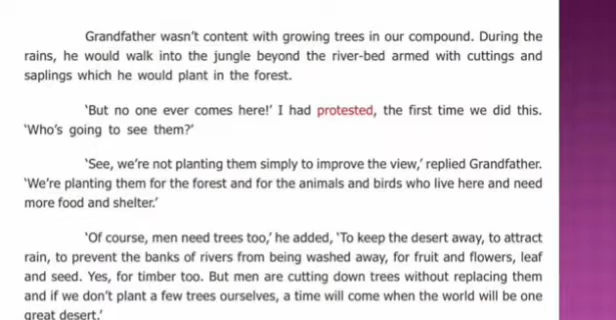 Grandfather wasn't content with growing trees in our compound. During the
rains, he would walk into the jungle beyond the river-bed armed with cuttings and
saplings which he would plant in the forest.
'But no one ever comes here!' I had protested, the first time we did this.
'Who's going to see them?'
'See, we're not planting them simply to improve the view,' replied Grandfather.
'We're planting them for the forest and for the animals and birds who live here and need
more food and shelter.'
'Of course, men need trees too,' he added, 'To keep the desert away, to attract
rain, to prevent the banks of rivers from being washed away, for fruit and flowers, leaf
and seed. Yes, for timber too. But men are cutting down trees without replacing them
and if we don't plant a few trees ourselves, a time will come when the world will be one
great desert.'